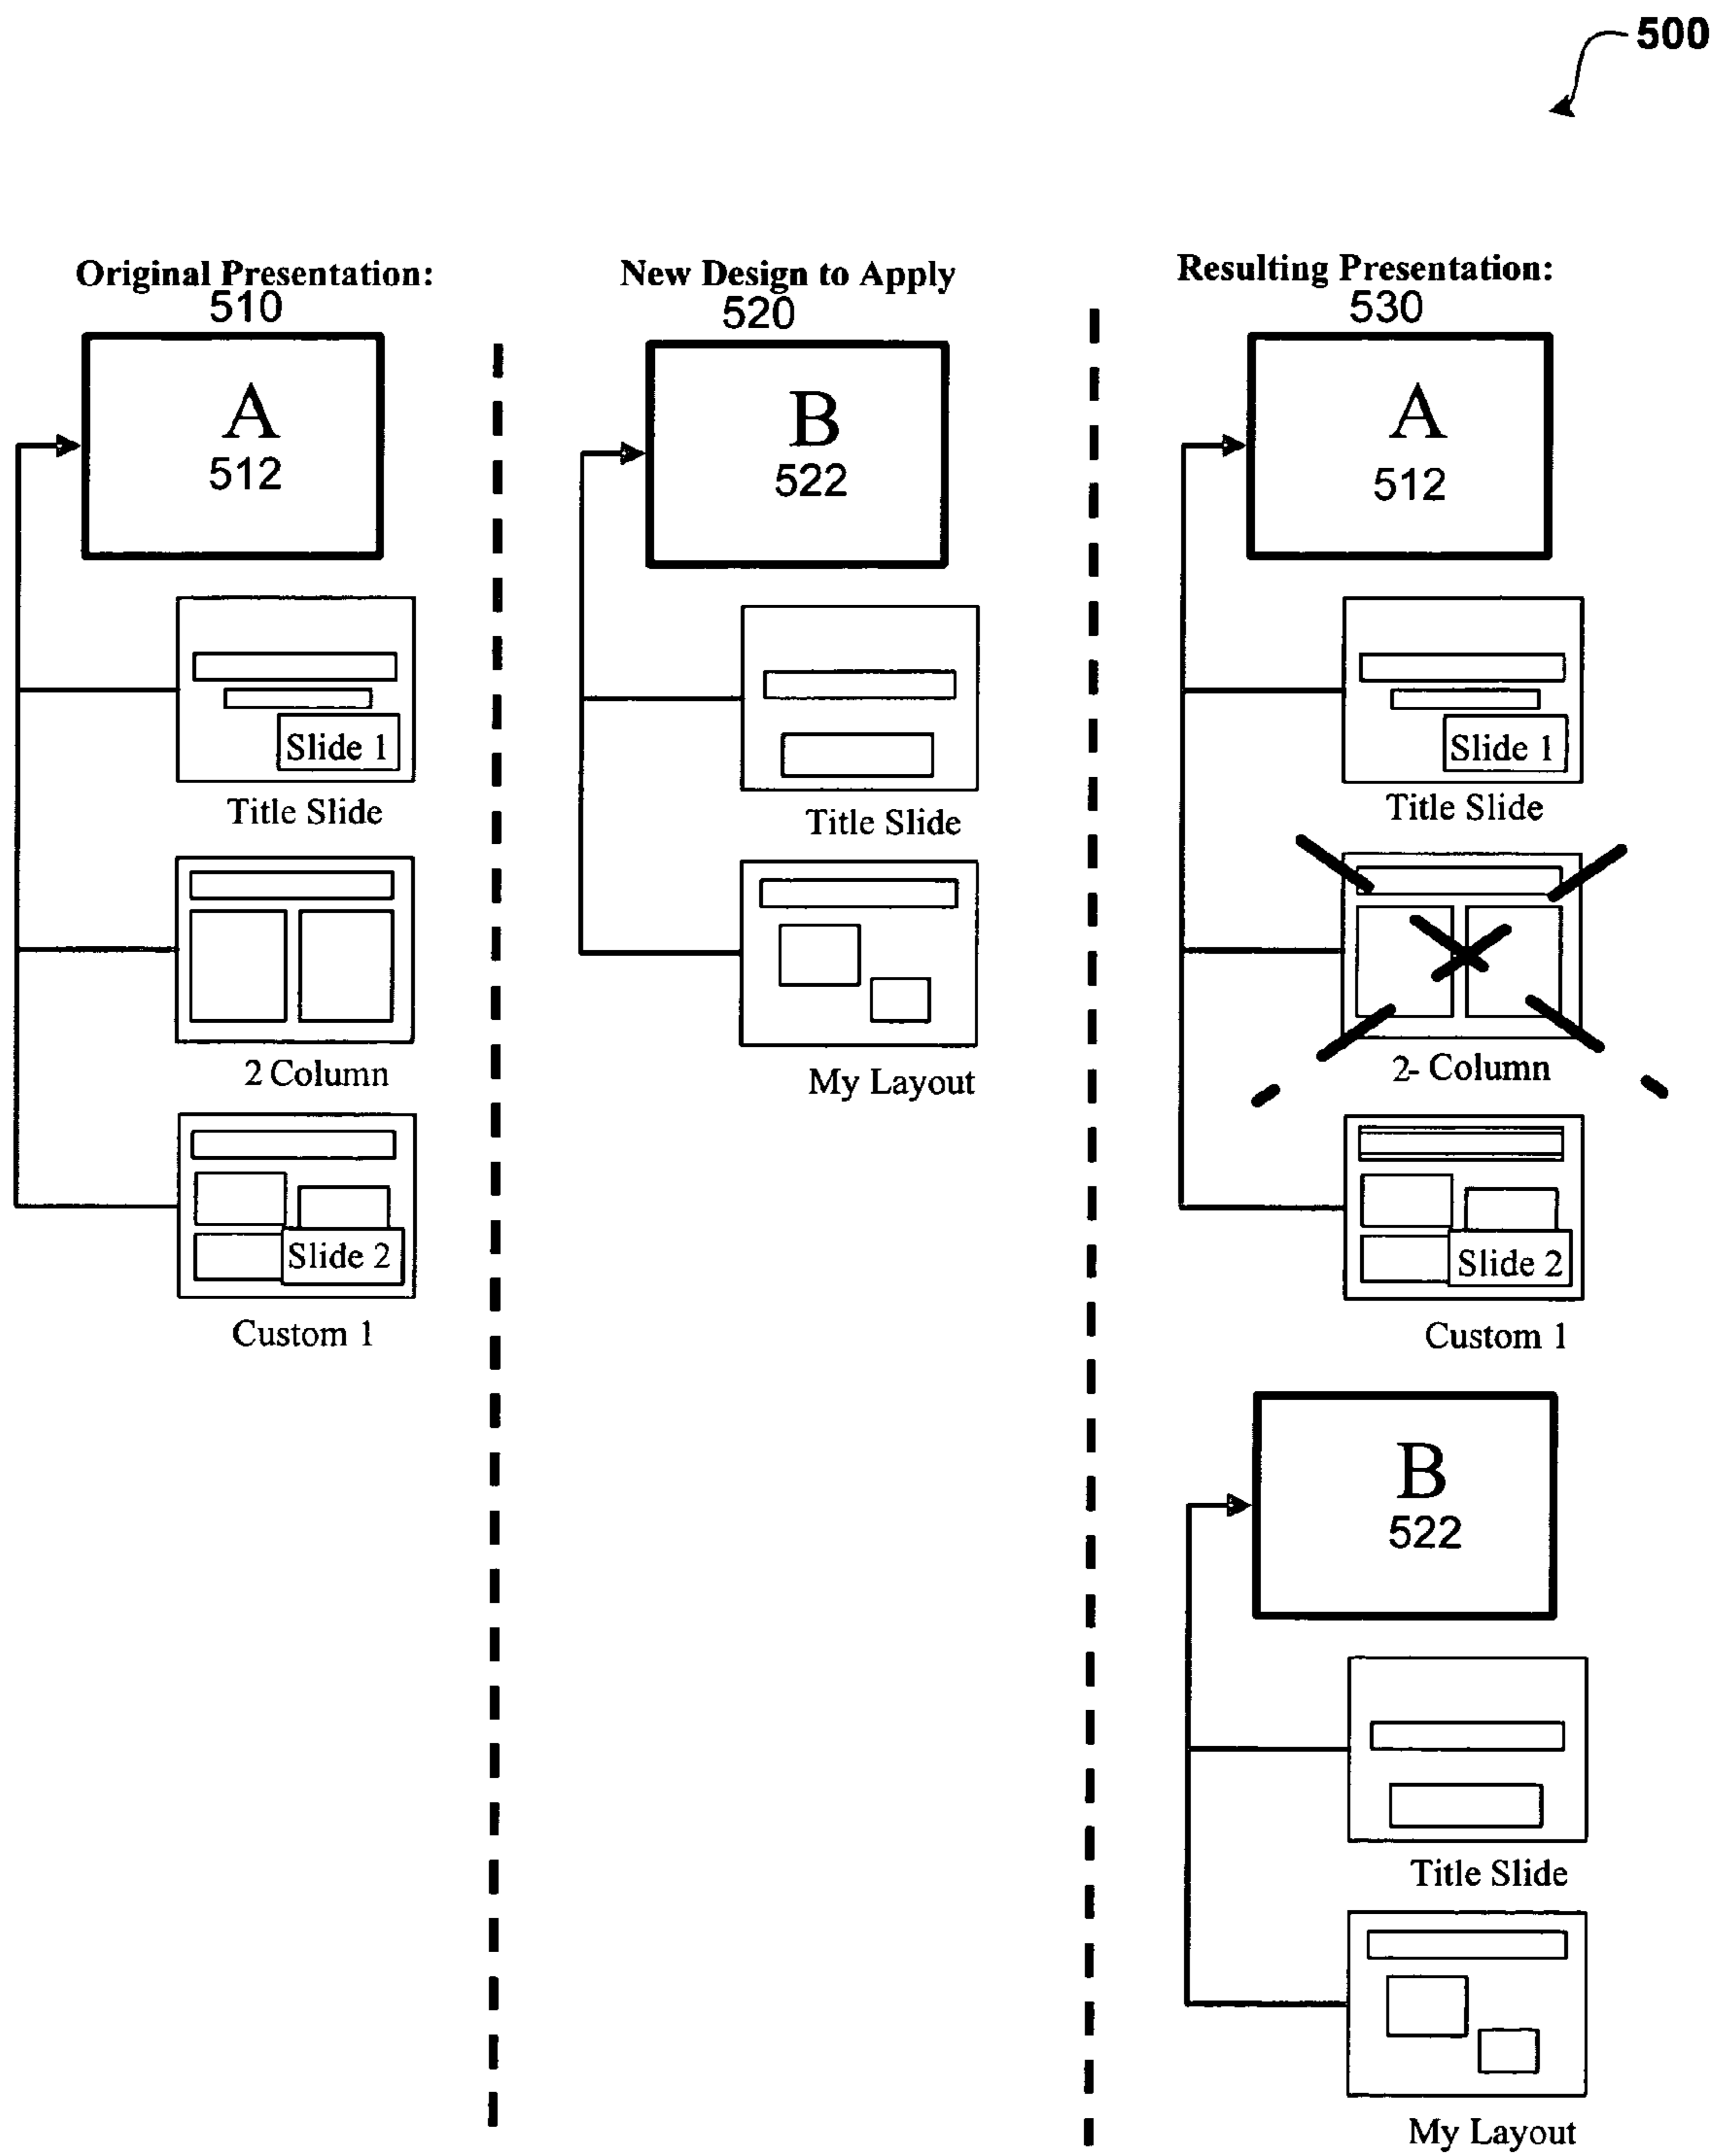 500
Original Presentation:
510
A
512
Slide 1
Title Slide
2 Column
Slide 2
Custom 1
New Design to Apply
520
B
522
Title Slide
My Layout
Resulting Presentation:
530
A
512
Slide 1
Title Slide
2- Column
Slide 2
Custom 1
B
522
Title Slide
My Layout